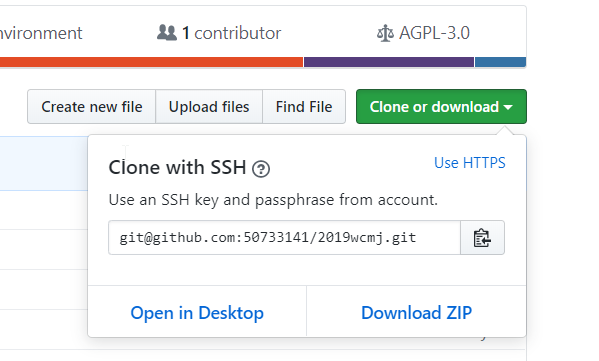 nvironment
1 contributor
AGPL-3.0
Create new file
Upload files
Find File
Clone or download
Clone with SSH ?
Use HTTPS
Use an SSH key and passphrase from account.
git@github.com:50733141/2019wcmj.git
Open in Desktop
Download ZIP